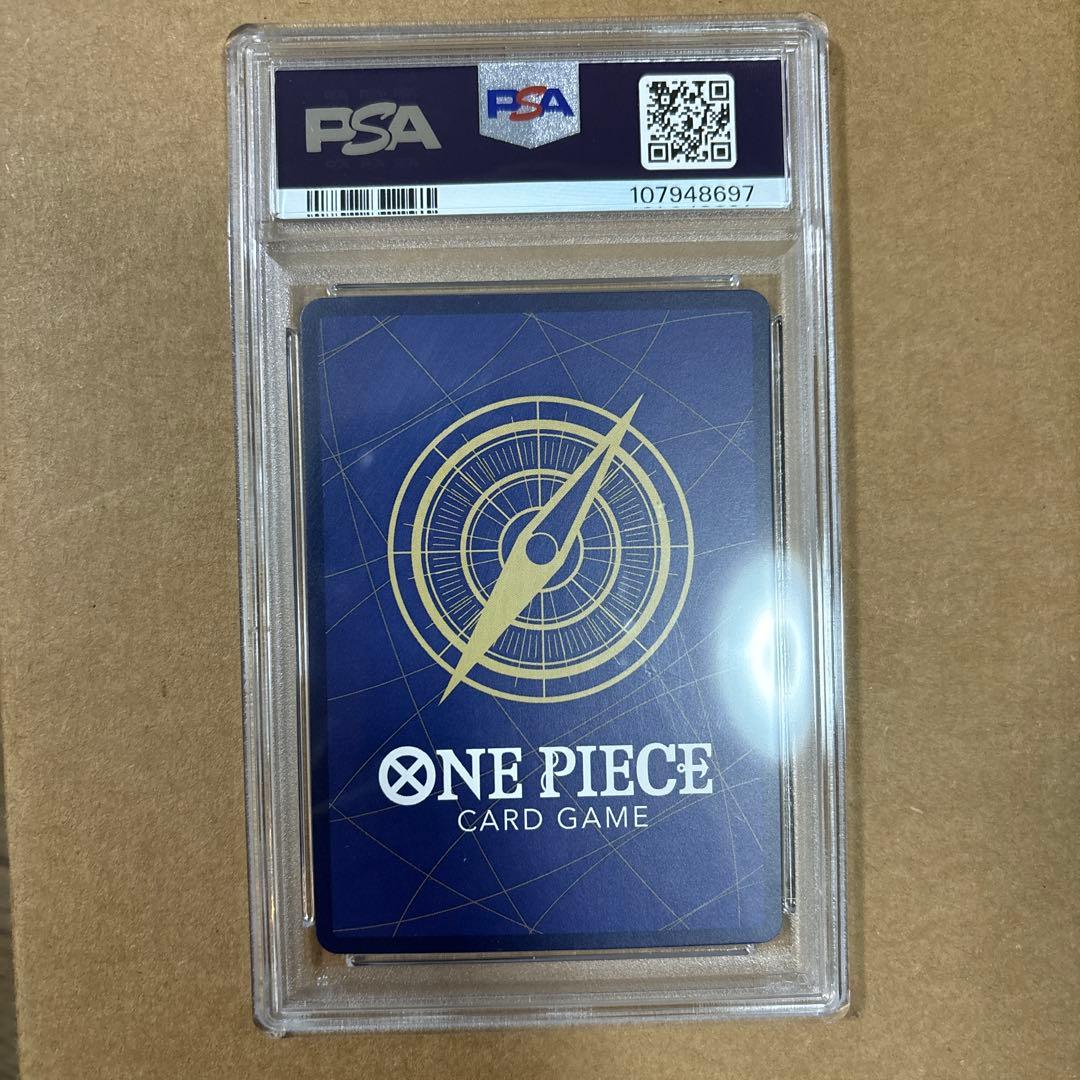 PSA
PSA
107948697
ONE PIECE
CARD GAME